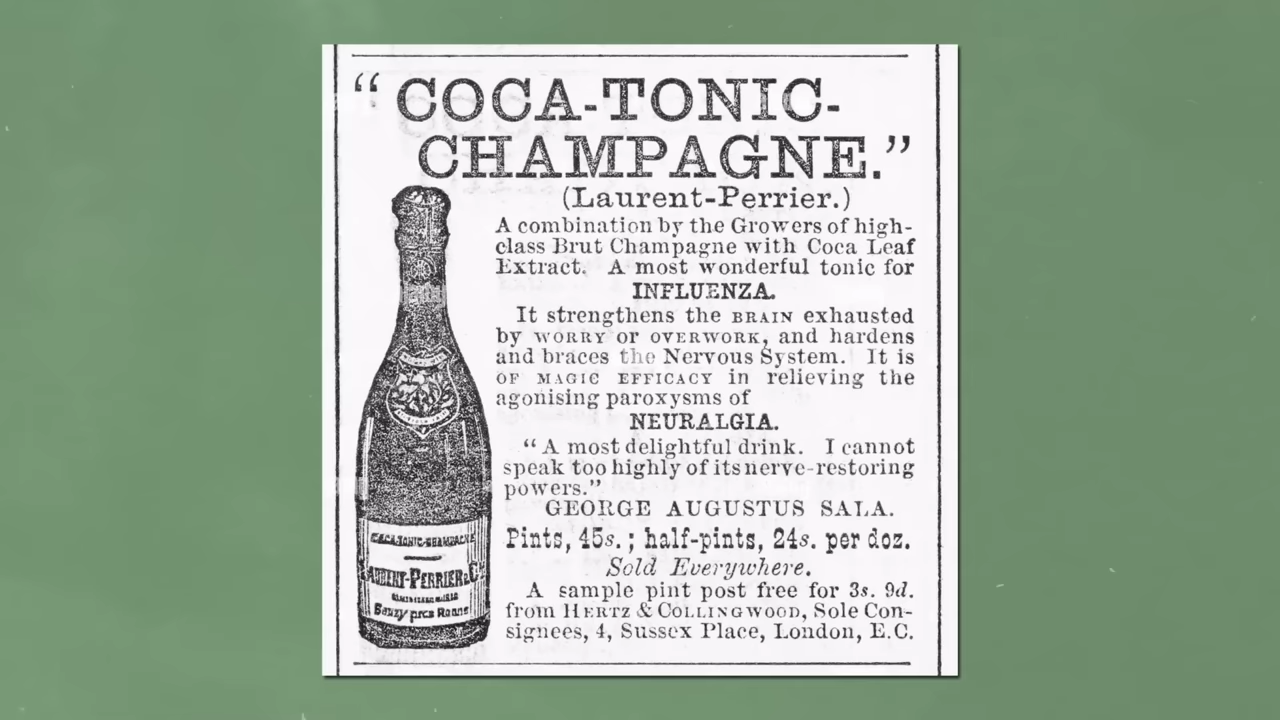 “ COCA-TONIC-
CHAMPAGNE.”
(Laurent-Perrier.)
A combination by the Growers of high-
class Brut Champagne with Coca Leaf
Extract. A most wonderful tonic for
INFLUENZA.
It strengthens the BRAIN exhausted
by WORRY or OVERWORK, and hardens
and braces the Nervous System. It is
OF MAGIC EFFICACY in relieving the
agonising paroxysms of
NEURALGIA.
“ A most delightful drink. I cannot
speak too highly of its nerve-restoring
powers.”
GEORGE AUGUSTUS SALA.
Pints, 45s. ; half-pints, 24s. per doz.
Sold Everywhere.
A sample pint post free for 3s. 9d.
from HERTZ & COLLINGWOOD, Sole Con-
signees, 4, Sussex Place, London, E.C.
COCA-TONIC-CHAMPAGNE
LAURENT-PERRIER & Co